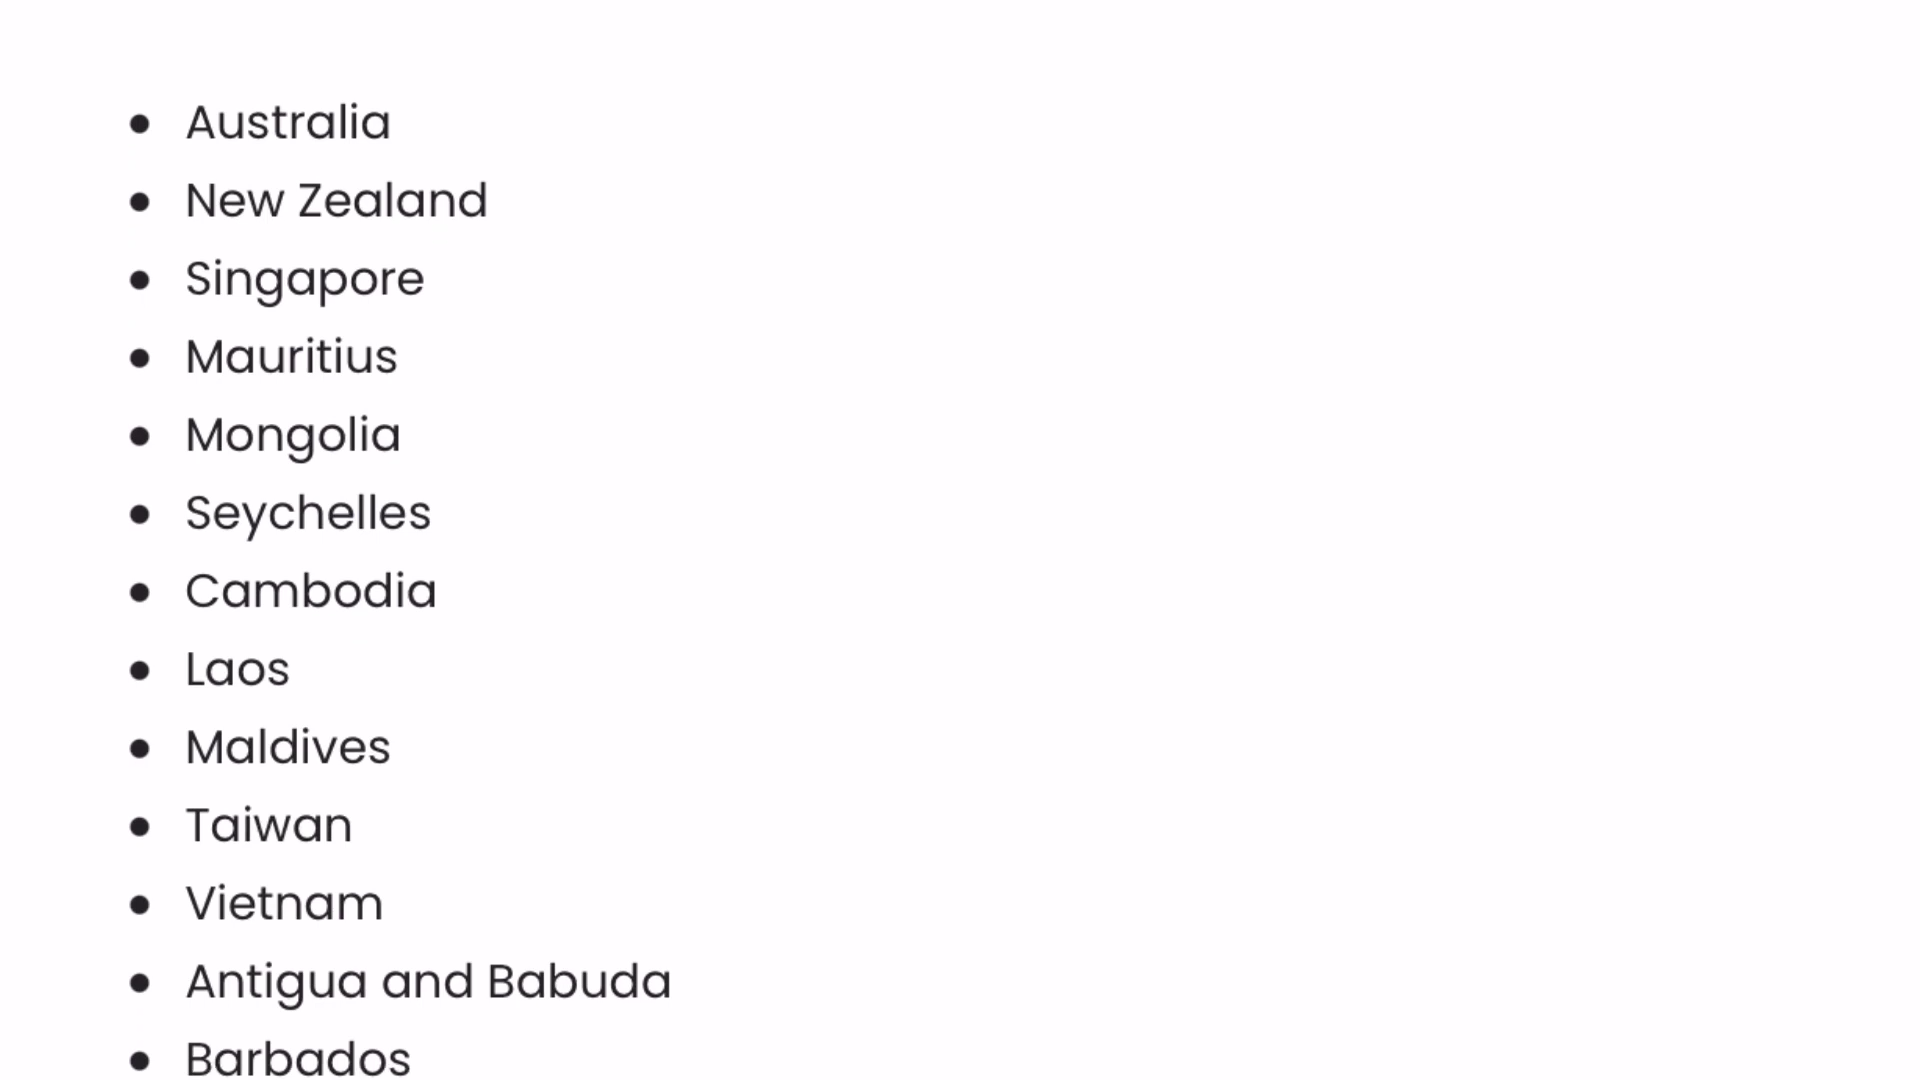 • Australia
• New Zealand
• Singapore
• Mauritius
• Mongolia
• Seychelles
• Cambodia
• Laos
• Maldives
• Taiwan
• Vietnam
• Antigua and Babuda
• Barbados